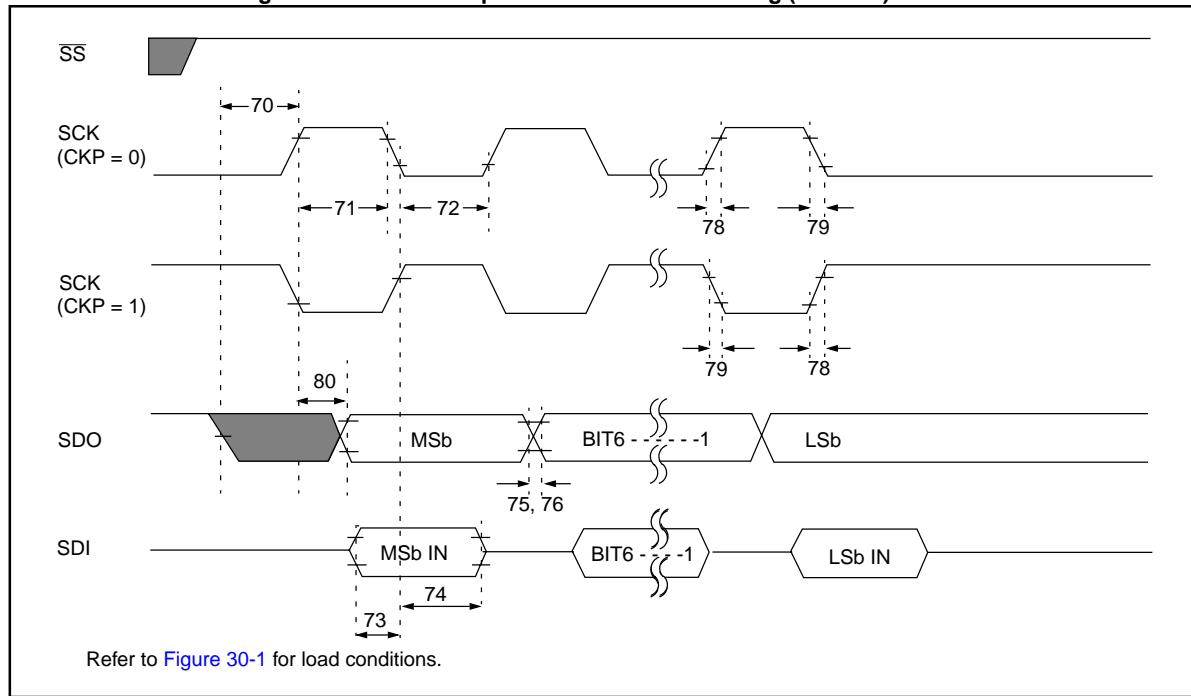 SS
70
SCK
(CKP = 0)
71
72
78
79
SCK
(CKP = 1)
79
78
80
SDO
MSb
BIT6 - - - - - -1
LSb
75, 76
SDI
MSb IN
BIT6 - - - -1
LSb IN
74
73
Refer to Figure 30-1 for load conditions.